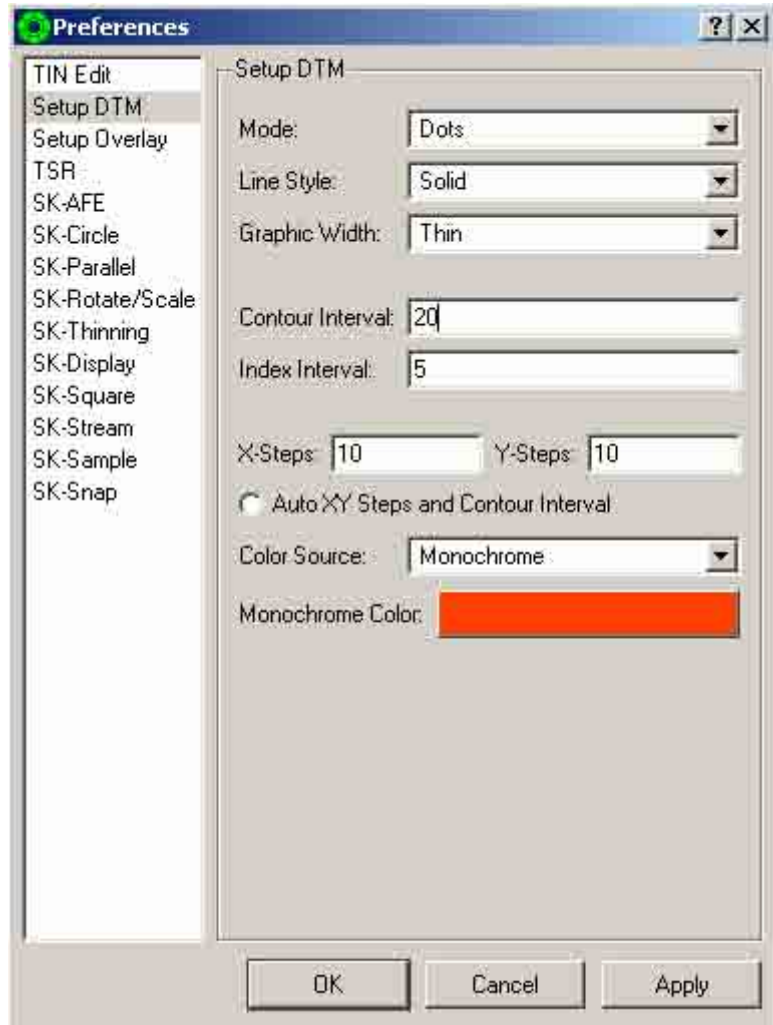 Preferences
TIN Edit
Setup DTM
Setup Overlay
TSR
SK-AFE
SK-Circle
SK-Parallel
SK-Rotate/Scale
SK-Thinning
SK-Display
SK-Square
SK-Stream
SK-Sample
SK-Snap
Setup DTM
Mode: Dots
Line Style: Solid
Graphic Width: Thin
Contour Interval: 20
Index Interval: 5
X-Steps: 10 Y-Steps: 10
Auto XY Steps and Contour Interval
Color Source: Monochrome
Monochrome Color:
OK Cancel Apply